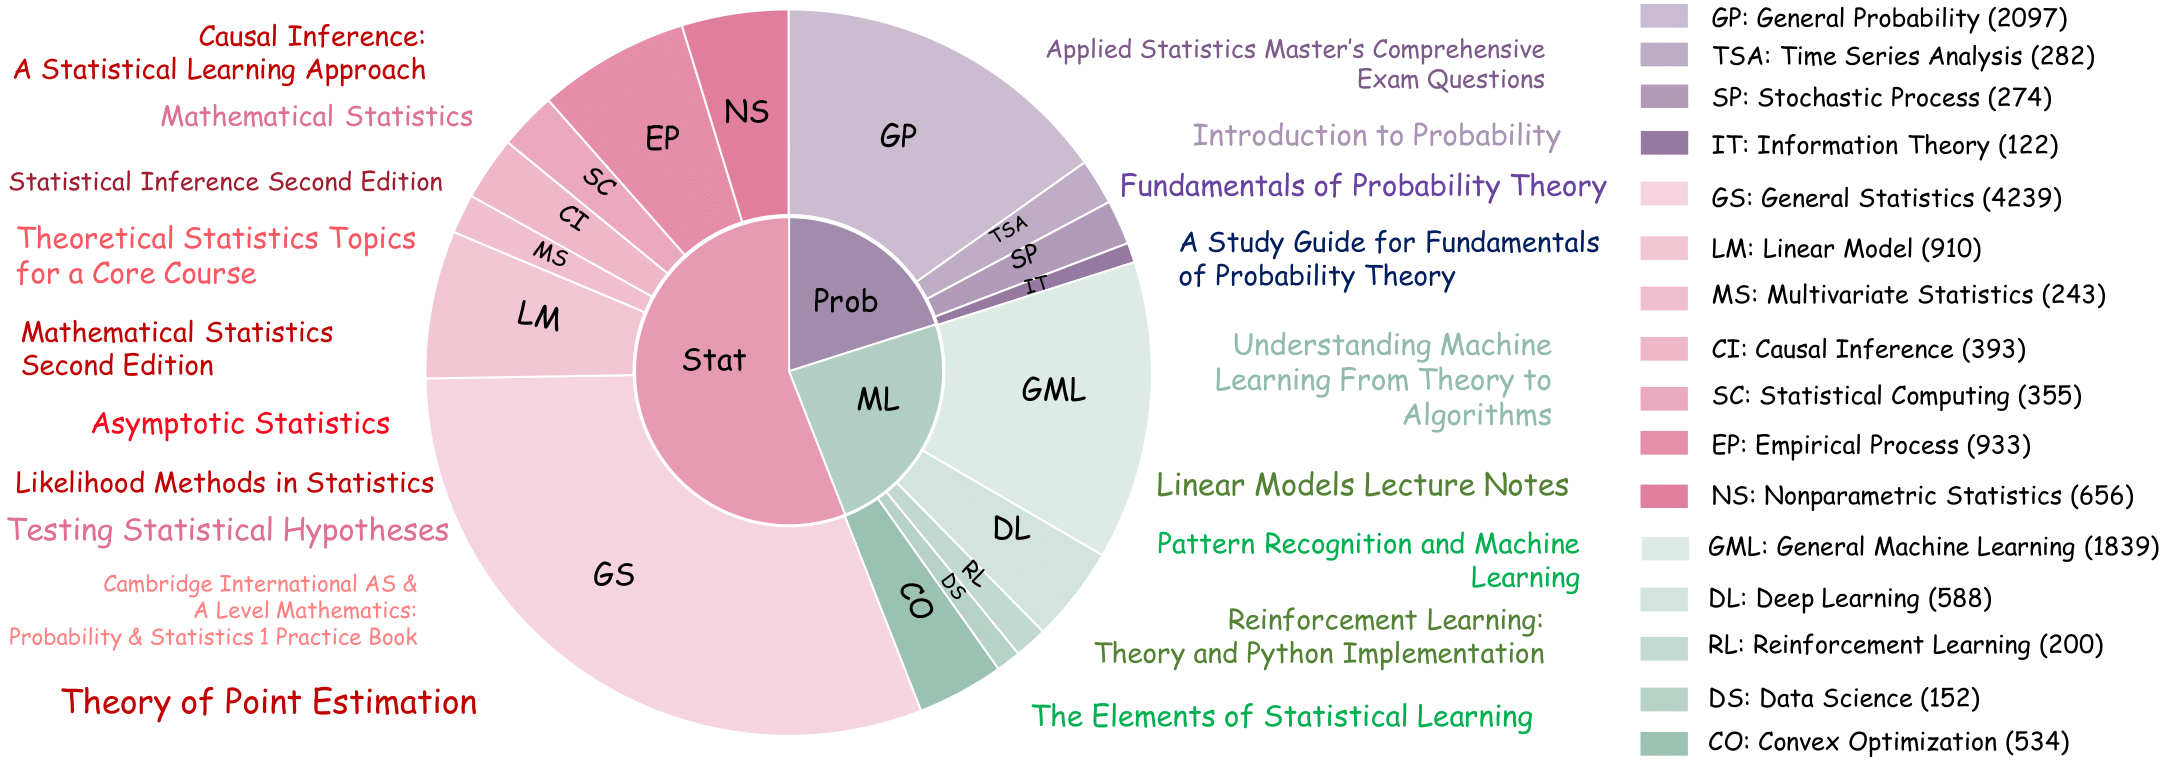 Causal Inference:
A Statistical Learning Approach
Mathematical Statistics
Statistical Inference Second Edition
Theoretical Statistics Topics
for a Core Course
Mathematical Statistics
Second Edition
Asymptotic Statistics
Likelihood Methods in Statistics
Testing Statistical Hypotheses
Cambridge International AS &
A Level Mathematics:
Probability & Statistics 1 Practice Book
Theory of Point Estimation
NS
EP
SC
CI
MS
LM
GS
Stat
Prob
ML
GP
TSA
SP
IT
GML
DL
RL
DS
CO
Applied Statistics Master's Comprehensive
Exam Questions
Introduction to Probability
Fundamentals of Probability Theory
A Study Guide for Fundamentals
of Probability Theory
Understanding Machine
Learning From Theory to
Algorithms
Linear Models Lecture Notes
Pattern Recognition and Machine
Learning
Reinforcement Learning:
Theory and Python Implementation
The Elements of Statistical Learning
GP: General Probability (2097)
TSA: Time Series Analysis (282)
SP: Stochastic Process (274)
IT: Information Theory (122)
GS: General Statistics (4239)
LM: Linear Model (910)
MS: Multivariate Statistics (243)
CI: Causal Inference (393)
SC: Statistical Computing (355)
EP: Empirical Process (933)
NS: Nonparametric Statistics (656)
GML: General Machine Learning (1839)
DL: Deep Learning (588)
RL: Reinforcement Learning (200)
DS: Data Science (152)
CO: Convex Optimization (534)